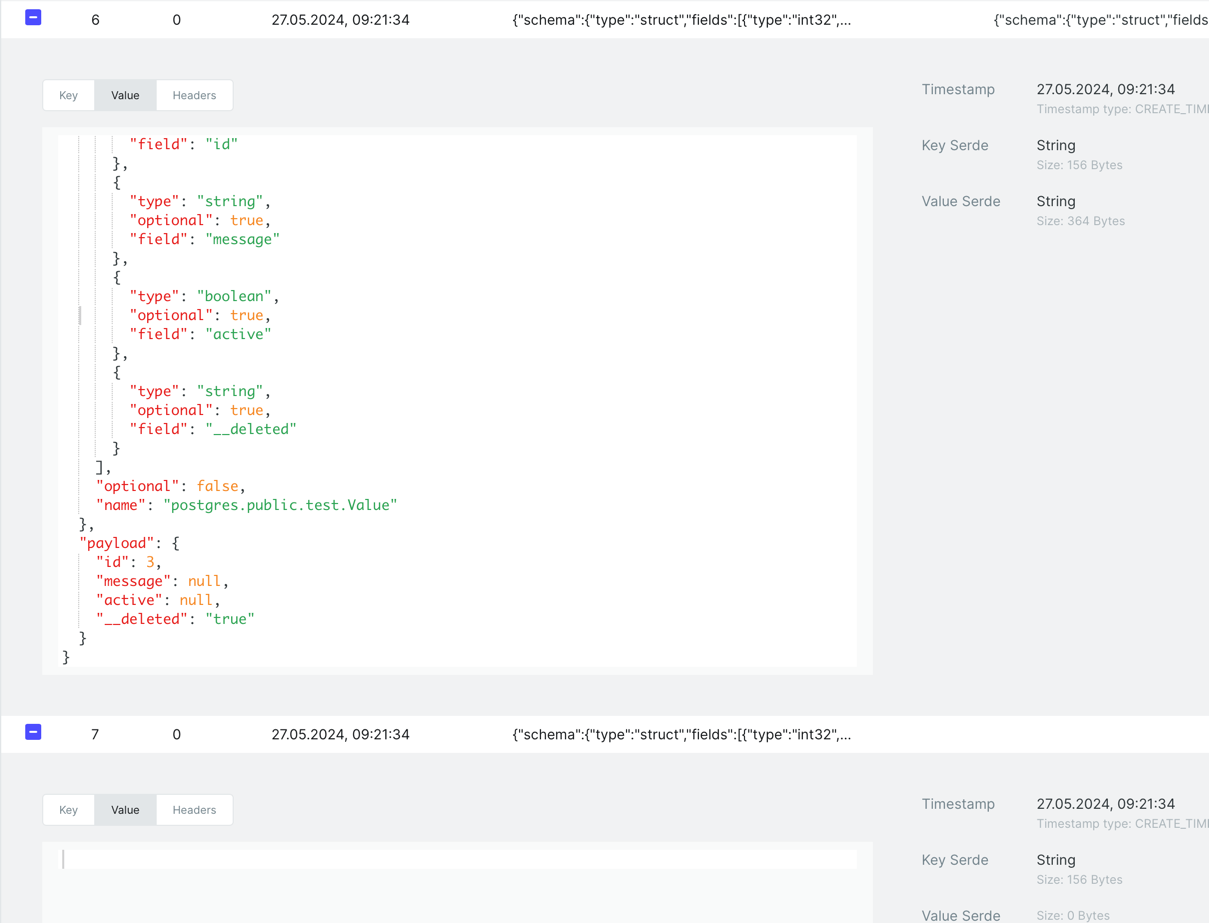 6 0 27.05.2024, 09:21:34 {"schema":{"type":"struct","fields":[{"type":"int32",... {"schema":{"type":"struct","fields
Key Value Headers
Timestamp 27.05.2024, 09:21:34
Timestamp type: CREATE_TIM
Key Serde String
Size: 156 Bytes
Value Serde String
Size: 364 Bytes
"field": "id"
},
{
"type": "string",
"optional": true,
"field": "message"
},
{
"type": "boolean",
"optional": true,
"field": "active"
},
{
"type": "string",
"optional": true,
"field": "__deleted"
}
],
"optional": false,
"name": "postgres.public.test.Value"
},
"payload": {
"id": 3,
"message": null,
"active": null,
"__deleted": "true"
}
}
7 0 27.05.2024, 09:21:34 {"schema":{"type":"struct","fields":[{"type":"int32",...
Key Value Headers
Timestamp 27.05.2024, 09:21:34
Timestamp type: CREATE_TIM
Key Serde String
Size: 156 Bytes
Value Serde Size: 0 Bytes